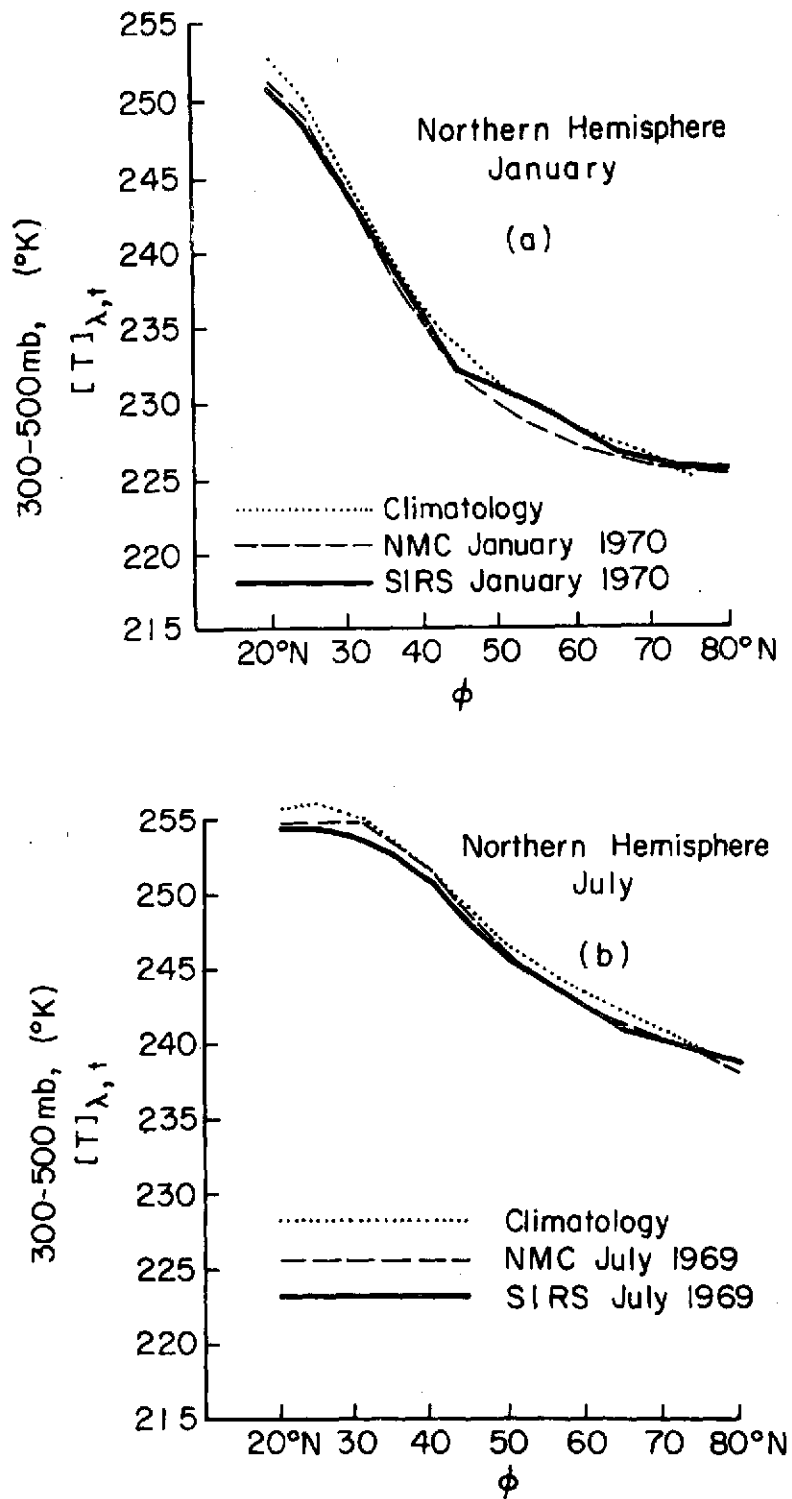 255
250
245
240
235
230
225
220
215
300-500mb, (°K)
[T]λ,t
Northern Hemisphere
January
(a)
Climatology
NMC January 1970
SIRS January 1970
20°N 30 40 50 60 70 80°N
ϕ
255
250
245
240
235
230
225
220
215
300-500mb, (°K)
[T]λ,t
Northern Hemisphere
July
(b)
Climatology
NMC July 1969
SIRS July 1969
20°N 30 40 50 60 70 80°N
ϕ